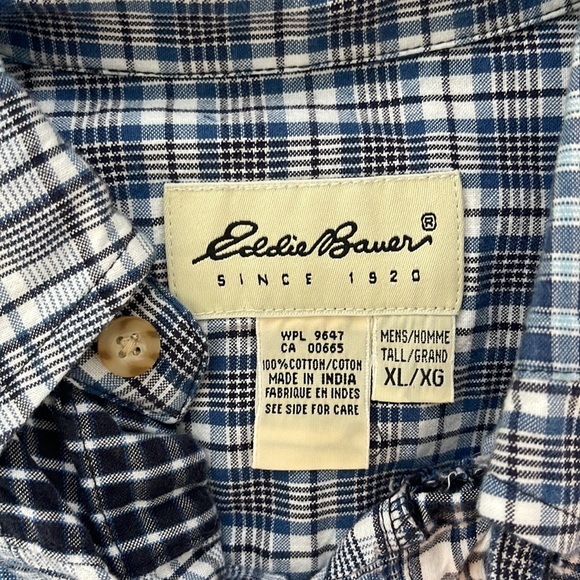 Eddie Bauer®
SINCE 1920
WPL 9647
CA 00665
100% COTTON/COTON
MADE IN INDIA
FABRIQUE EN INDES
SEE SIDE FOR CARE
MENS/HOMME
TALL/GRAND
XL/XG